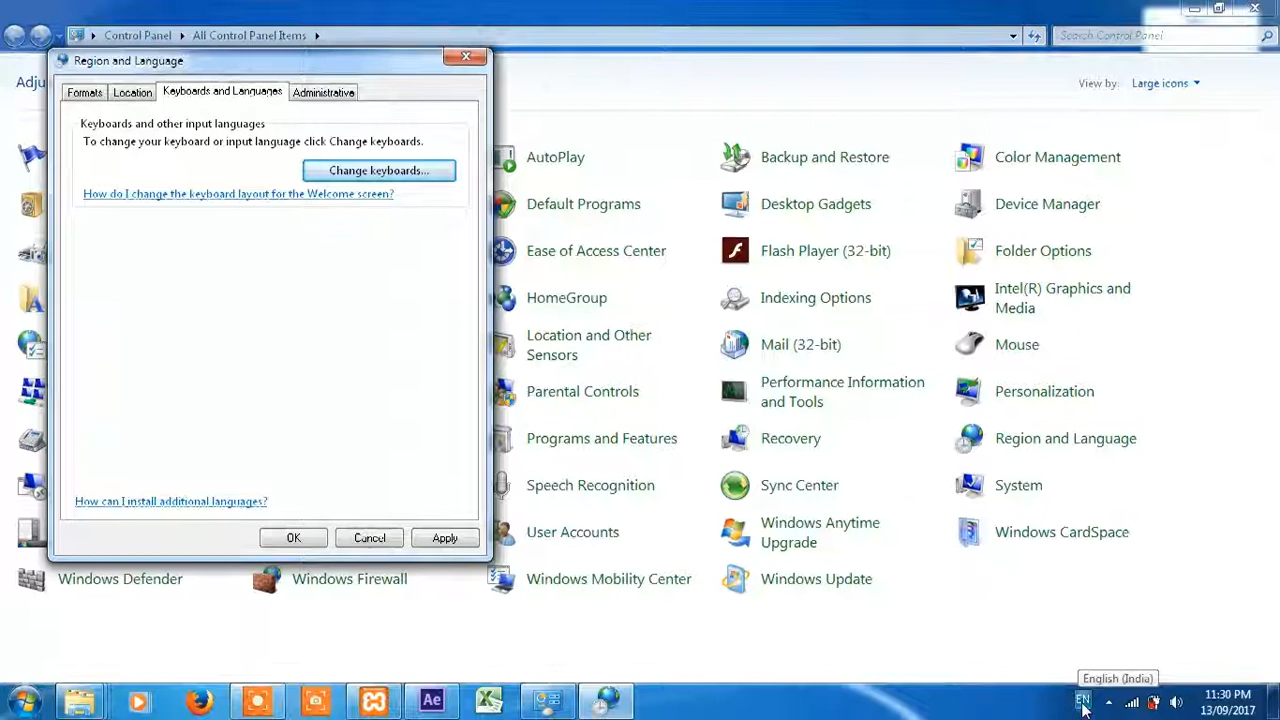 Control Panel
All Control Panel Items
Search Control Panel
Adju
View by:
Large icons
Region and Language
Formats
Location
Keyboards and Languages
Administrative
Keyboards and other input languages
To change your keyboard or input language click Change keyboards.
Change keyboards...
How do I change the keyboard layout for the Welcome screen?
How can I install additional languages?
OK
Cancel
Apply
AutoPlay
Backup and Restore
Color Management
Default Programs
Desktop Gadgets
Device Manager
Ease of Access Center
Flash Player (32-bit)
Folder Options
HomeGroup
Indexing Options
Intel(R) Graphics and
Media
Location and Other
Sensors
Mail (32-bit)
Mouse
Parental Controls
Performance Information
and Tools
Personalization
Programs and Features
Recovery
Region and Language
Speech Recognition
Sync Center
System
User Accounts
Windows Anytime
Upgrade
Windows CardSpace
Windows Defender
Windows Firewall
Windows Mobility Center
Windows Update
English (India)
Ae
EN
11:30 PM
13/09/2017